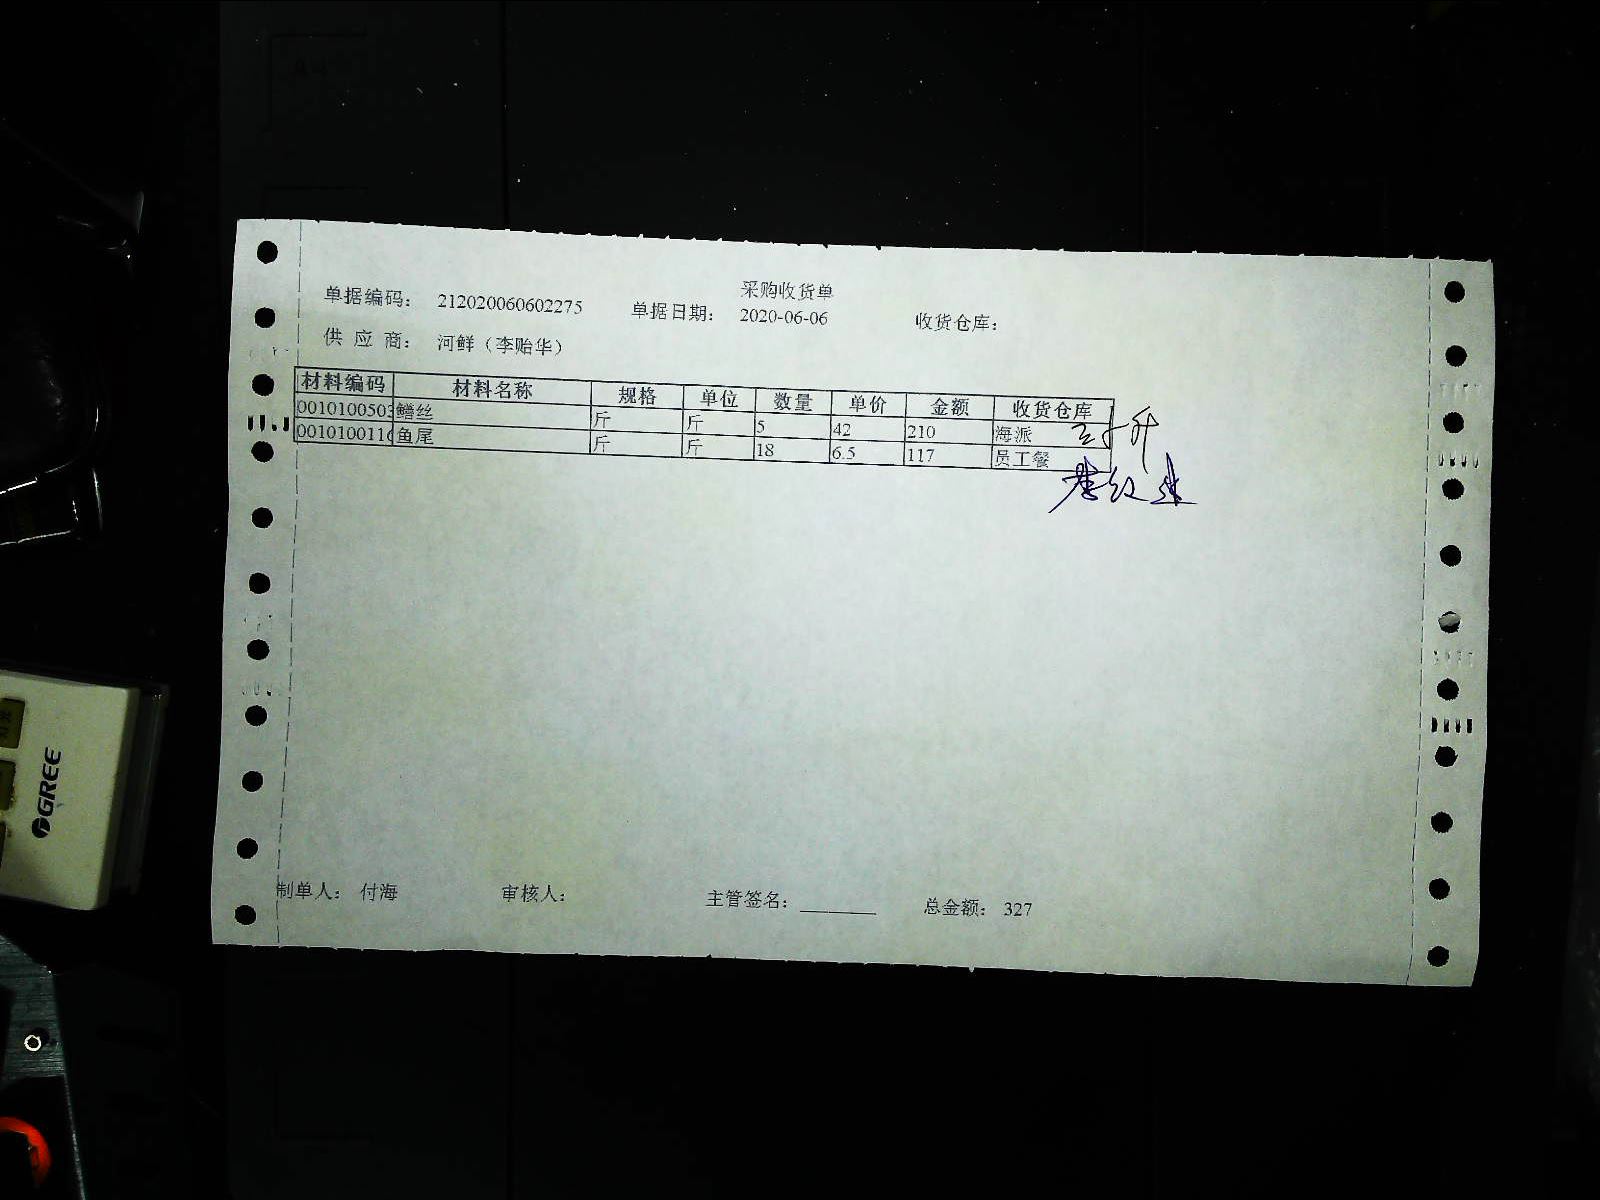 采购收货单
单据编码： 212020060602275 单据日期： 2020-06-06 收货仓库：
供 应 商： 河鲜（李贻华）
材料编码 材料名称 规格 单位 数量 单价 金额 收货仓库
0010100503 鳝丝 斤 斤 5 42 210 海派
0010100116 鱼尾 斤 斤 18 6.5 117 员工餐
制单人： 付海 审核人： 主管签名： 总金额： 327
GREE